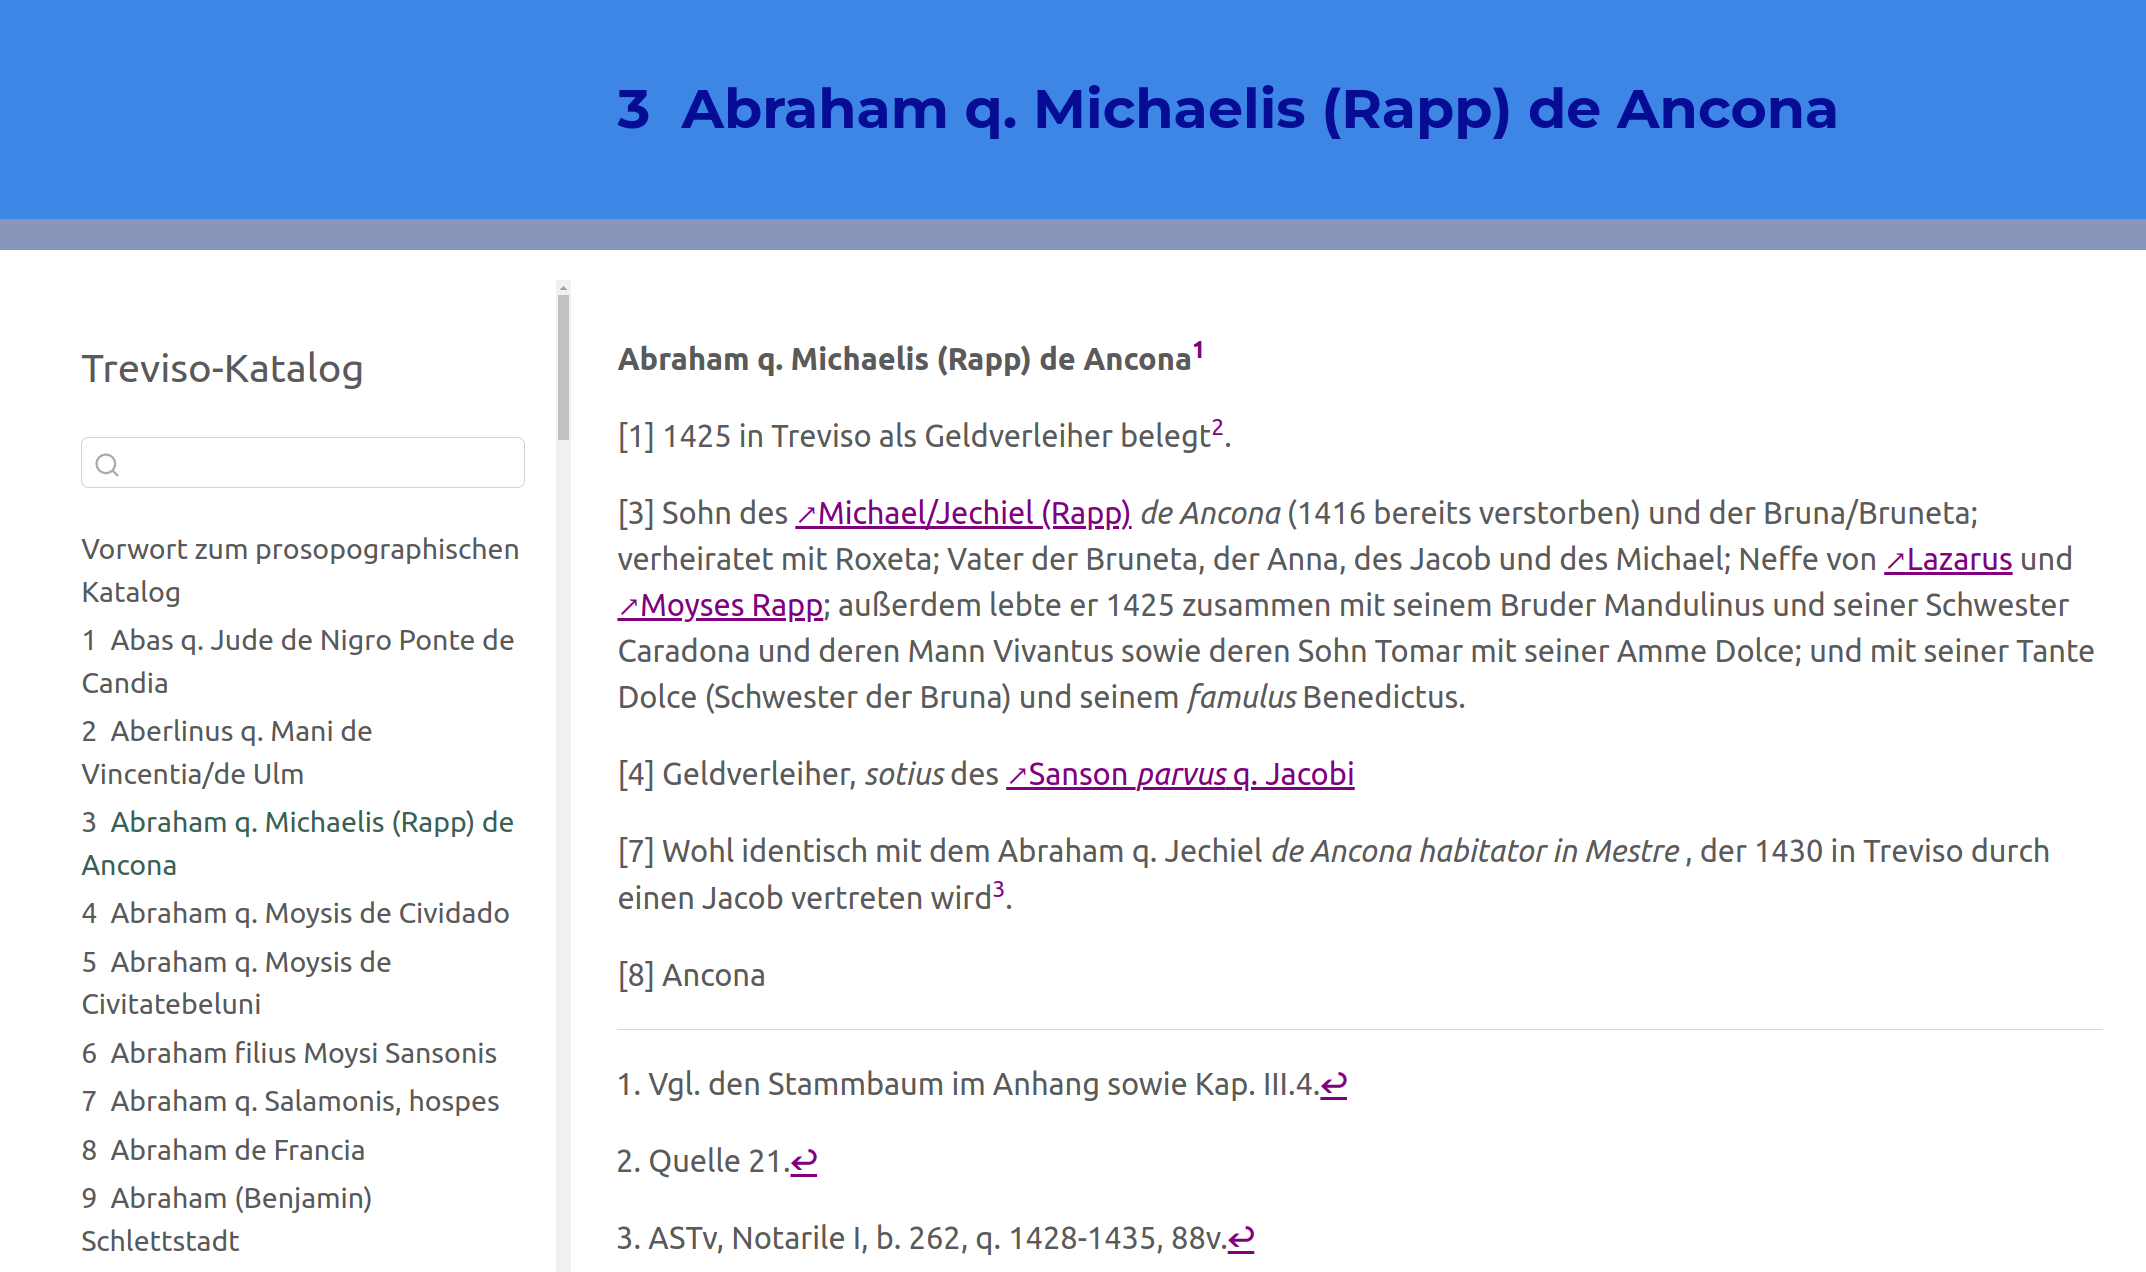 3 Abraham q. Michaelis (Rapp) de Ancona
Treviso-Katalog
Vorwort zum prosopographischen
Katalog
1 Abas q. Jude de Nigro Ponte de
Candia
2 Aberlinus q. Mani de
Vincentia/de Ulm
3 Abraham q. Michaelis (Rapp) de
Ancona
4 Abraham q. Moysis de Cividado
5 Abraham q. Moysis de
Civitatebeluni
6 Abraham filius Moysi Sansonis
7 Abraham q. Salamonis, hospes
8 Abraham de Francia
9 Abraham (Benjamin)
Schlettstadt
Abraham q. Michaelis (Rapp) de Ancona1
[1] 1425 in Treviso als Geldverleiher belegt2.
[3] Sohn des ↗Michael/Jechiel (Rapp) de Ancona (1416 bereits verstorben) und der Bruna/Bruneta;
verheiratet mit Roxeta; Vater der Bruneta, der Anna, des Jacob und des Michael; Neffe von ↗Lazarus und
↗Moyses Rapp; außerdem lebte er 1425 zusammen mit seinem Bruder Mandulinus und seiner Schwester
Caradona und deren Mann Vivantus sowie deren Sohn Tomar mit seiner Amme Dolce; und mit seiner Tante
Dolce (Schwester der Bruna) und seinem famulus Benedictus.
[4] Geldverleiher, sotius des ↗Sanson parvus q. Jacobi
[7] Wohl identisch mit dem Abraham q. Jechiel de Ancona habitator in Mestre , der 1430 in Treviso durch
einen Jacob vertreten wird3.
[8] Ancona
1. Vgl. den Stammbaum im Anhang sowie Kap. III.4.↩
2. Quelle 21.↩
3. ASTv, Notarile I, b. 262, q. 1428-1435, 88v.↩